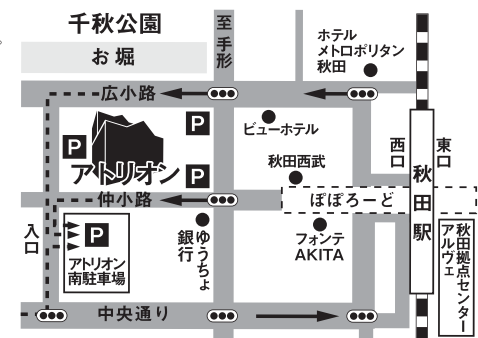 千秋公園
お堀
至手形
ホテル
メトロポリタン
秋田
広小路
P
ビューホテル
P
アトリオン
P
秋田西武
西口
東口
秋田駅
仲小路
ぽぽろーど
入口
P
アトリオン
南駐車場
ゆうちょ
銀行
フォンテ
AKITA
秋田拠点センター
アルヴェ
中央通り